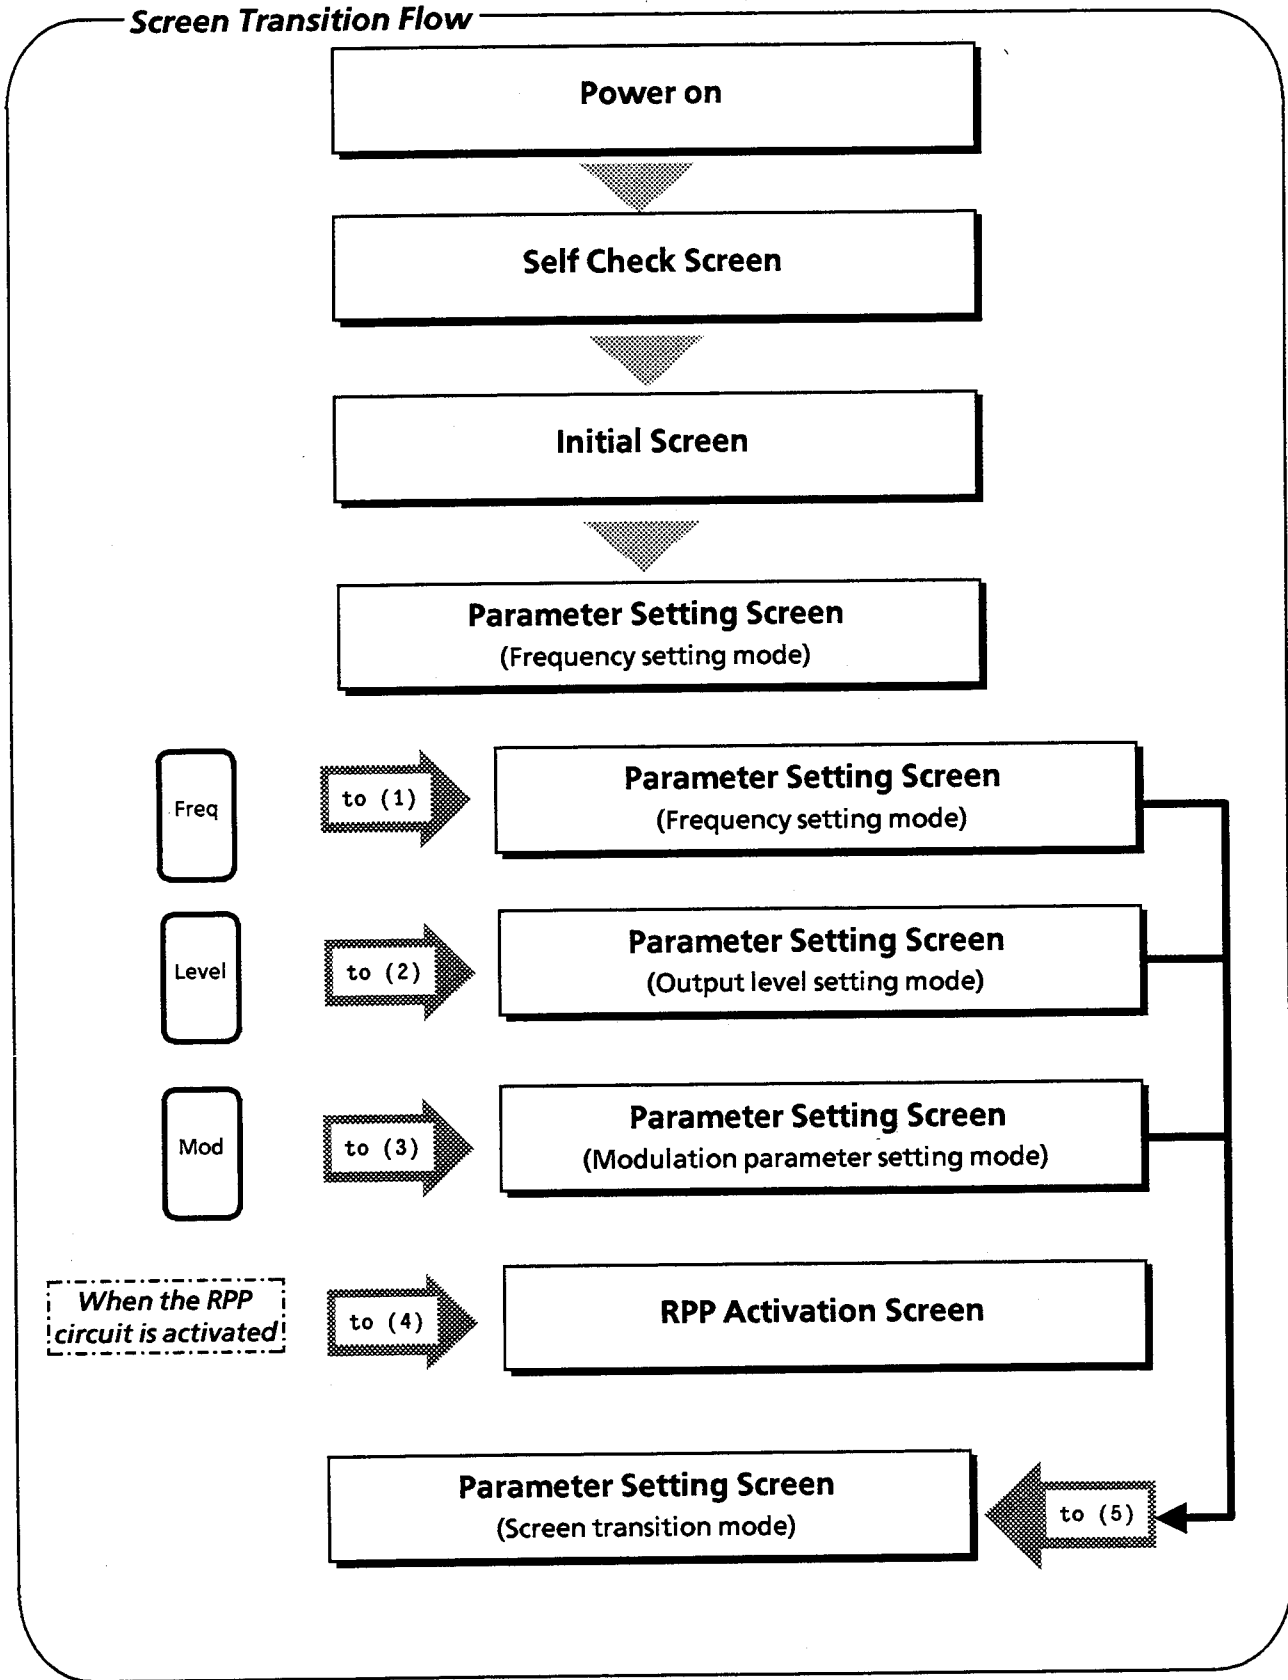 Screen Transition Flow
Power on
Self Check Screen
Initial Screen
Parameter Setting Screen
(Frequency setting mode)
Freq
to (1)
Parameter Setting Screen
(Frequency setting mode)
Level
to (2)
Parameter Setting Screen
(Output level setting mode)
Mod
to (3)
Parameter Setting Screen
(Modulation parameter setting mode)
When the RPP
circuit is activated
to (4)
RPP Activation Screen
Parameter Setting Screen
(Screen transition mode)
to (5)